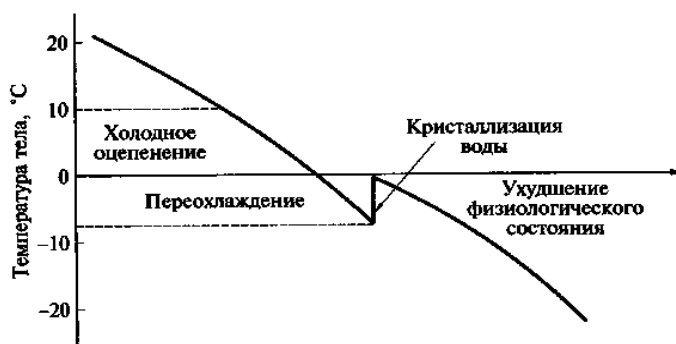 Температура тела, °C
20
10
0
−10
−20
Холодное
оцепенение
Переохлаждение
Кристаллизация
воды
Ухудшение
физиологического
состояния